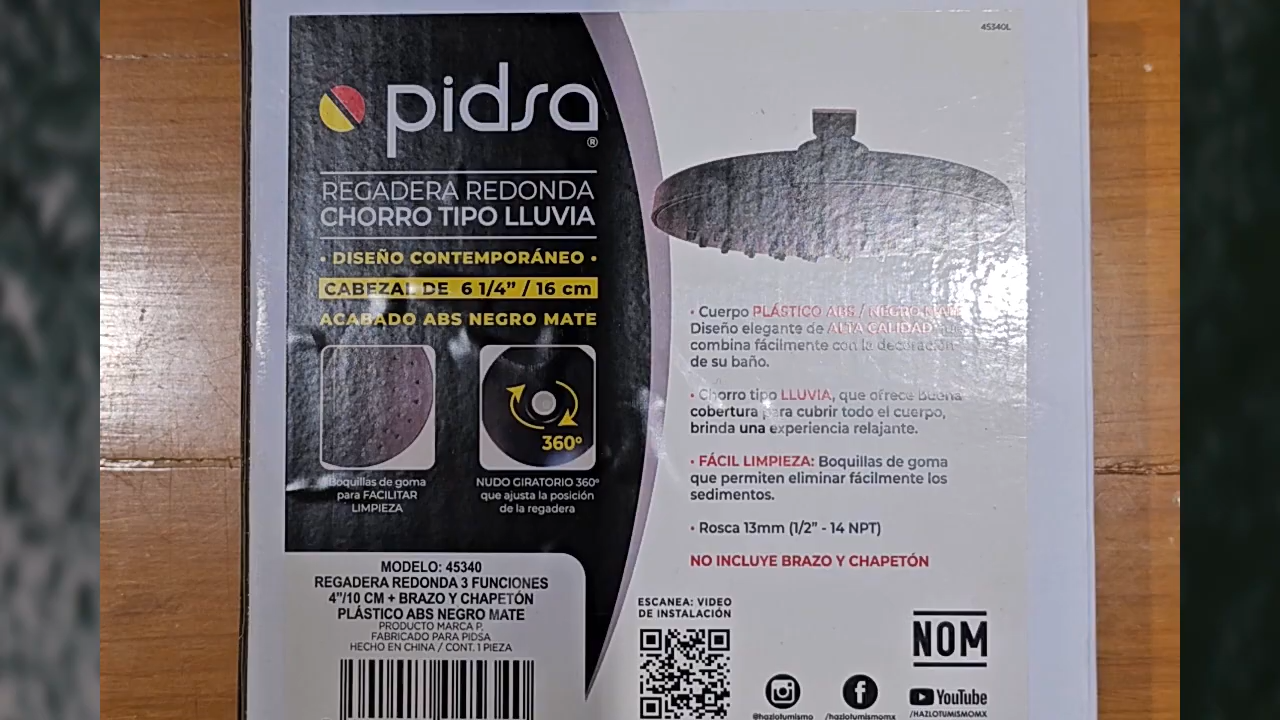 45340L
pidsa®
REGADERA REDONDA
CHORRO TIPO LLUVIA
• DISEÑO CONTEMPORÁNEO •
CABEZAL DE 6 1/4” / 16 cm
ACABADO ABS NEGRO MATE
360º
Boquillas de goma
para FACILITAR
LIMPIEZA
NUDO GIRATORIO 360º
que ajusta la posición
de la regadera
MODELO: 45340
REGADERA REDONDA 3 FUNCIONES
4"/10 CM + BRAZO Y CHAPETÓN
PLÁSTICO ABS NEGRO MATE
PRODUCTO MARCA P,
FABRICADO PARA PIDSA
HECHO EN CHINA / CONT. 1 PIEZA
• Cuerpo PLÁSTICO ABS / NEGRO MATE
Diseño elegante de ALTA CALIDAD
combina fácilmente con la decoración
de su baño.
• Chorro tipo LLUVIA, que ofrece buena
cobertura para cubrir todo el cuerpo,
brinda una experiencia relajante.
• FÁCIL LIMPIEZA: Boquillas de goma
que permiten eliminar fácilmente los
sedimentos.
• Rosca 13mm (1/2” - 14 NPT)
NO INCLUYE BRAZO Y CHAPETÓN
ESCANEA: VIDEO
DE INSTALACIÓN
NOM
YouTube
@hazlotumismo
/hazlotumismomx
/HAZLOTUMISMOMX